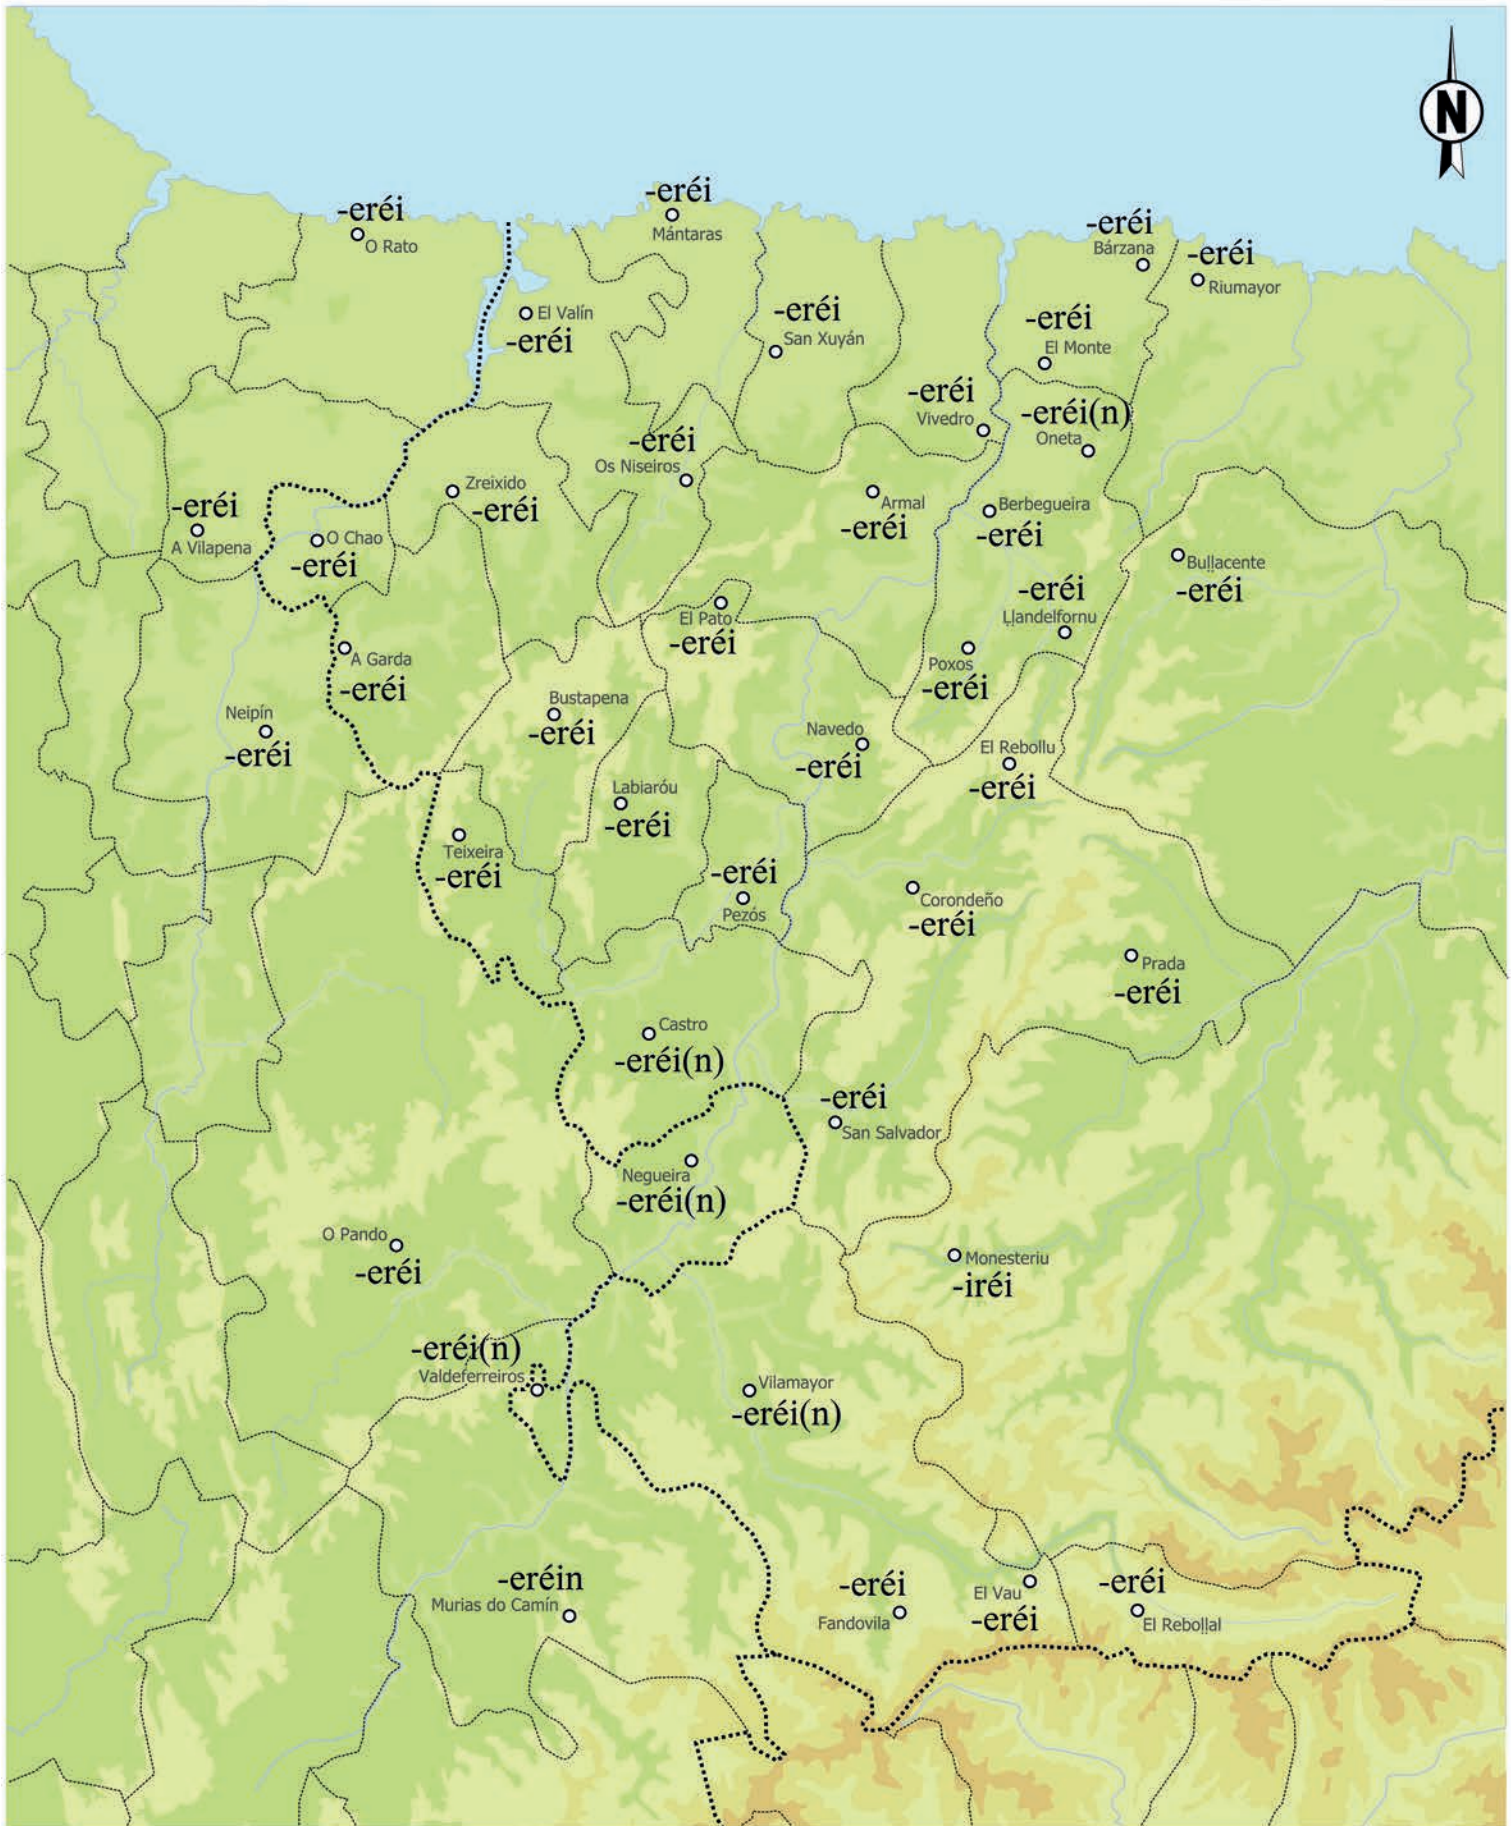 N
-eréi
O Rato
-eréi
Mántaras
-eréi
Bárzana
-eréi
Riumayor
El Valín
-eréi
-eréi
San Xuyán
-eréi
El Monte
-eréi
Vivedro
-eréi(n)
Oneta
-eréi
Os Niseiros
Zreixido
-eréi
-eréi
A Vilapena
O Chao
-eréi
Armal
-eréi
Berbegueira
-eréi
Buḷḷacente
-eréi
-eréi
Ḷḷandelfornu
El Pato
-eréi
A Garda
-eréi
Poxos
-eréi
Bustapena
-eréi
Neipín
-eréi
Navedo
-eréi
El Rebollu
-eréi
Labiaróu
-eréi
Teixeira
-eréi
-eréi
Pezós
Corondeño
-eréi
Prada
-eréi
Castro
-eréi(n)
-eréi
San Salvador
Negueira
-eréi(n)
O Pando
-eréi
Monesteriu
-iréi
-eréi(n)
Valdeferreiros
Vilamayor
-eréi(n)
-eréin
Murias do Camín
-eréi
Fandovila
El Vau
-eréi
-eréi
El Reboḷḷal